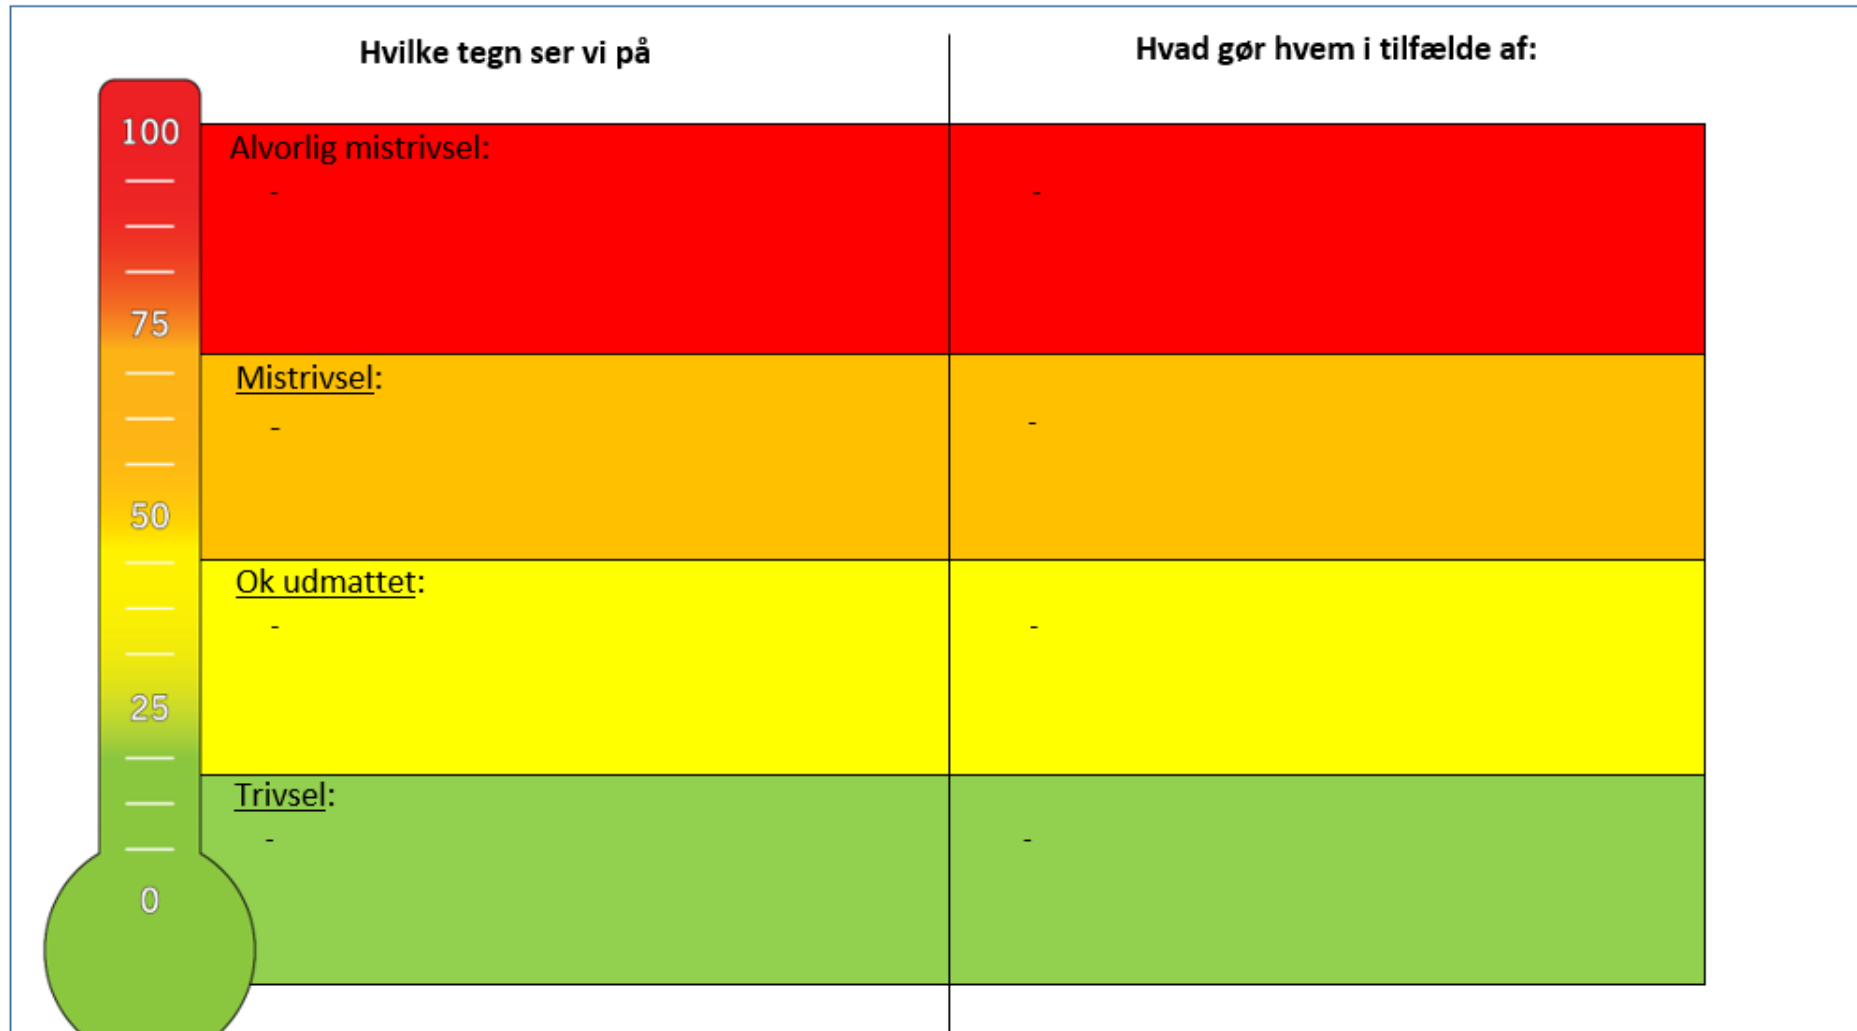 Hvilke tegn ser vi på
Hvad gør hvem i tilfælde af:
100
75
50
25
0
Alvorlig mistrivsel:
-
-
Mistrivsel:
-
-
Ok udmattet:
-
-
Trivsel:
-
-